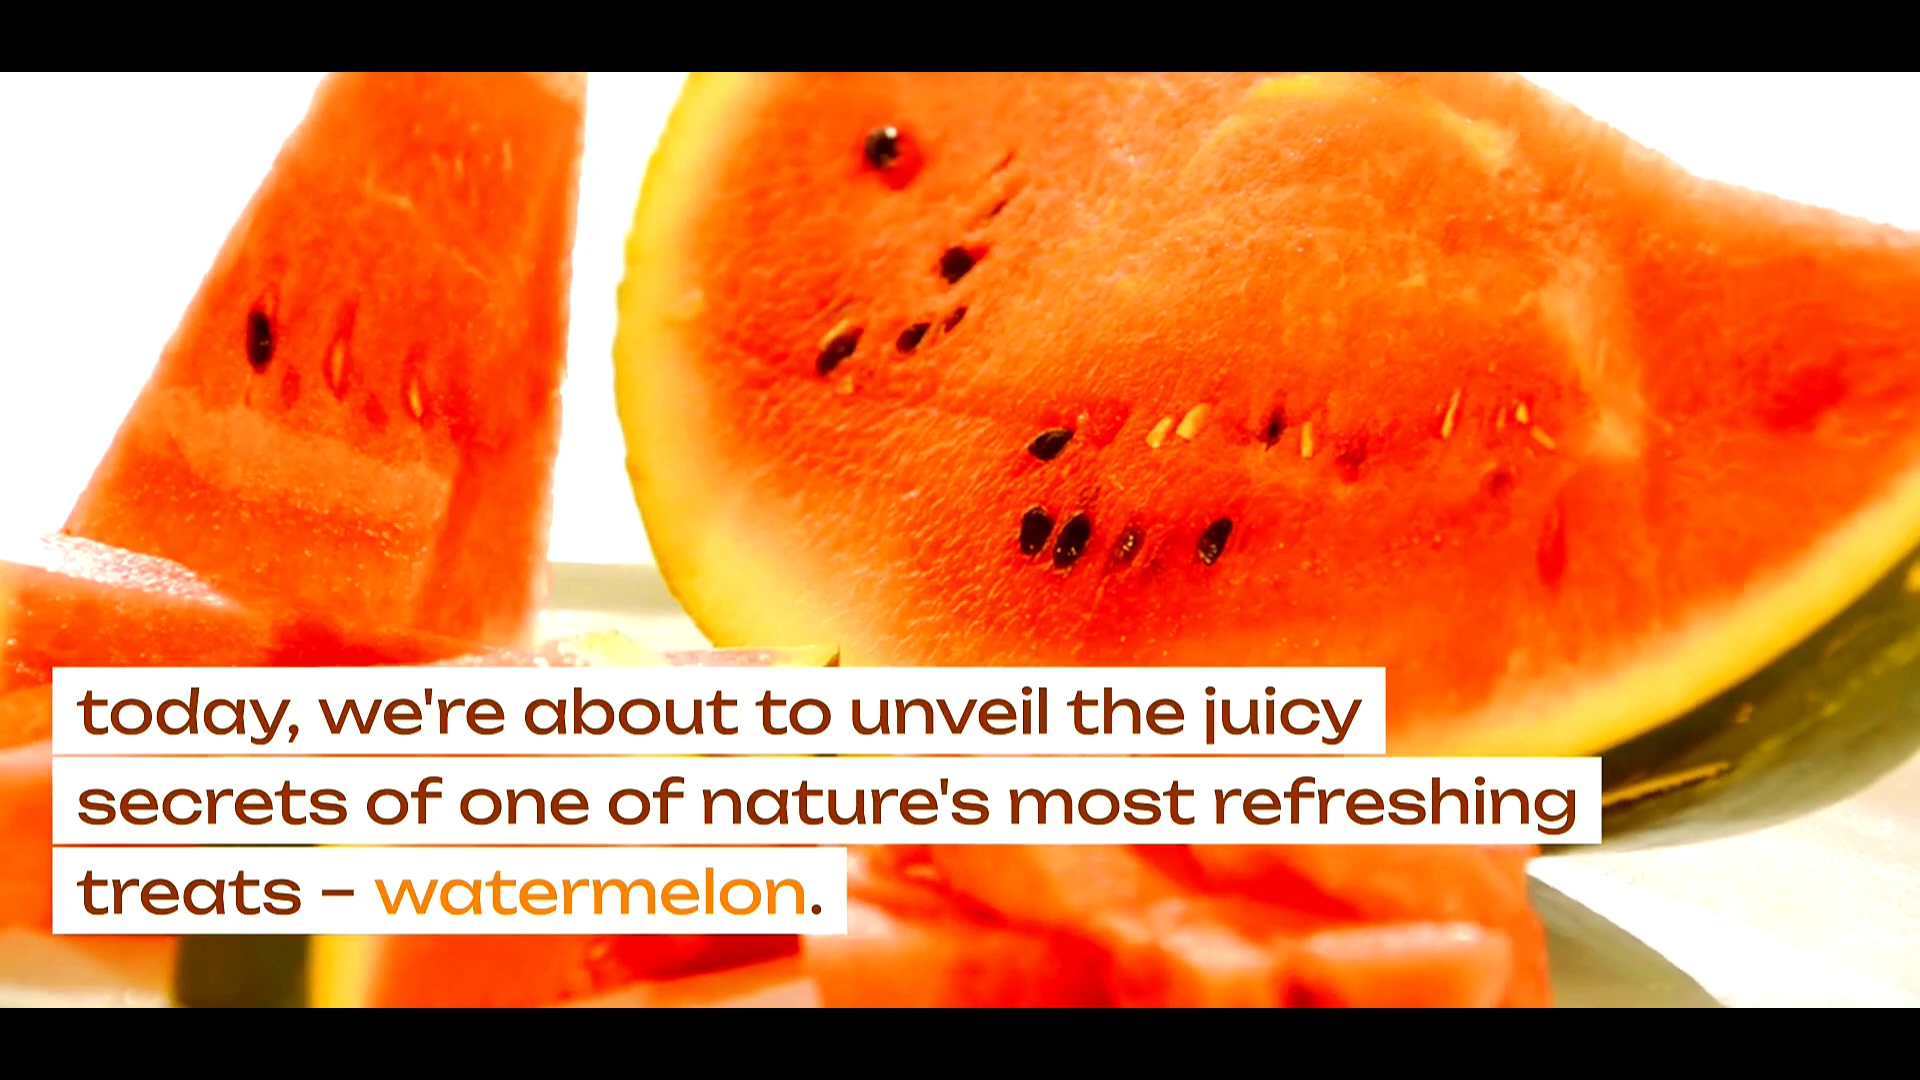 today, we're about to unveil the juicy
secrets of one of nature's most refreshing
treats – watermelon.